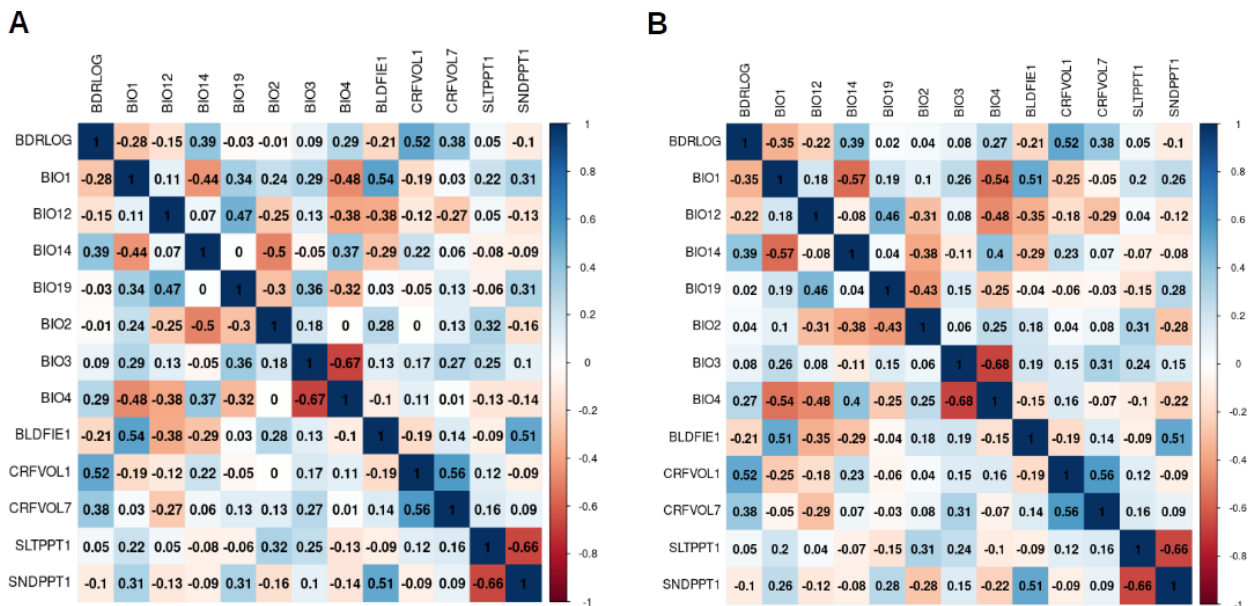 A
BDRLOG BIO1 BIO12 BIO14 BIO19 BIO2 BIO3 BIO4 BLDFIE1 CRFVOL1 CRFVOL7 SLTPPT1 SNDPPT1
BDRLOG 1 -0.28 -0.15 0.39 -0.03 -0.01 0.09 0.29 -0.21 0.52 0.38 0.05 -0.1
BIO1 -0.28 1 0.11 -0.44 0.34 0.24 0.29 -0.48 0.54 -0.19 0.03 0.22 0.31
BIO12 -0.15 0.11 1 0.07 0.47 -0.25 0.13 -0.38 -0.38 -0.12 -0.27 0.05 -0.13
BIO14 0.39 -0.44 0.07 1 0 -0.5 -0.05 0.37 -0.29 0.22 0.06 -0.08 -0.09
BIO19 -0.03 0.34 0.47 0 1 -0.3 0.36 -0.32 0.03 -0.05 0.13 -0.06 0.31
BIO2 -0.01 0.24 -0.25 -0.5 -0.3 1 0.18 0 0.28 0 0.13 0.32 -0.16
BIO3 0.09 0.29 0.13 -0.05 0.36 0.18 1 -0.67 0.13 0.17 0.27 0.25 0.1
BIO4 0.29 -0.48 -0.38 0.37 -0.32 0 -0.67 1 -0.1 0.11 0.01 -0.13 -0.14
BLDFIE1 -0.21 0.54 -0.38 -0.29 0.03 0.28 0.13 -0.1 1 -0.19 0.14 -0.09 0.51
CRFVOL1 0.52 -0.19 -0.12 0.22 -0.05 0 0.17 0.11 -0.19 1 0.56 0.12 -0.09
CRFVOL7 0.38 0.03 -0.27 0.06 0.13 0.13 0.27 0.01 0.14 0.56 1 0.16 0.09
SLTPPT1 0.05 0.22 0.05 -0.08 -0.06 0.32 0.25 -0.13 -0.09 0.12 0.16 1 -0.66
SNDPPT1 -0.1 0.31 -0.13 -0.09 0.31 -0.16 0.1 -0.14 0.51 -0.09 0.09 -0.66 1
1
0.8
0.6
0.4
0.2
0
-0.2
-0.4
-0.6
-0.8
-1
B
BDRLOG BIO1 BIO12 BIO14 BIO19 BIO2 BIO3 BIO4 BLDFIE1 CRFVOL1 CRFVOL7 SLTPPT1 SNDPPT1
BDRLOG 1 -0.35 -0.22 0.39 0.02 0.04 0.08 0.27 -0.21 0.52 0.38 0.05 -0.1
BIO1 -0.35 1 0.18 -0.57 0.19 0.1 0.26 -0.54 0.51 -0.25 -0.05 0.2 0.26
BIO12 -0.22 0.18 1 -0.08 0.46 -0.31 0.08 -0.48 -0.35 -0.18 -0.29 0.04 -0.12
BIO14 0.39 -0.57 -0.08 1 0.04 -0.38 -0.11 0.4 -0.29 0.23 0.07 -0.07 -0.08
BIO19 0.02 0.19 0.46 0.04 1 -0.43 0.15 -0.25 -0.04 -0.06 -0.03 -0.15 0.28
BIO2 0.04 0.1 -0.31 -0.38 -0.43 1 0.06 0.25 0.18 0.04 0.08 0.31 -0.28
BIO3 0.08 0.26 0.08 -0.11 0.15 0.06 1 -0.68 0.19 0.15 0.31 0.24 0.15
BIO4 0.27 -0.54 -0.48 0.4 -0.25 0.25 -0.68 1 -0.15 0.16 -0.07 -0.1 -0.22
BLDFIE1 -0.21 0.51 -0.35 -0.29 -0.04 0.18 0.19 -0.15 1 -0.19 0.14 -0.09 0.51
CRFVOL1 0.52 -0.25 -0.18 0.23 -0.06 0.04 0.15 0.16 -0.19 1 0.56 0.12 -0.09
CRFVOL7 0.38 -0.05 -0.29 0.07 -0.03 0.08 0.31 -0.07 0.14 0.56 1 0.16 0.09
SLTPPT1 0.05 0.2 0.04 -0.07 -0.15 0.31 0.24 -0.1 -0.09 0.12 0.16 1 -0.66
SNDPPT1 -0.1 0.26 -0.12 -0.08 0.28 -0.28 0.15 -0.22 0.51 -0.09 0.09 -0.66 1
1
0.8
0.6
0.4
0.2
0
-0.2
-0.4
-0.6
-0.8
-1